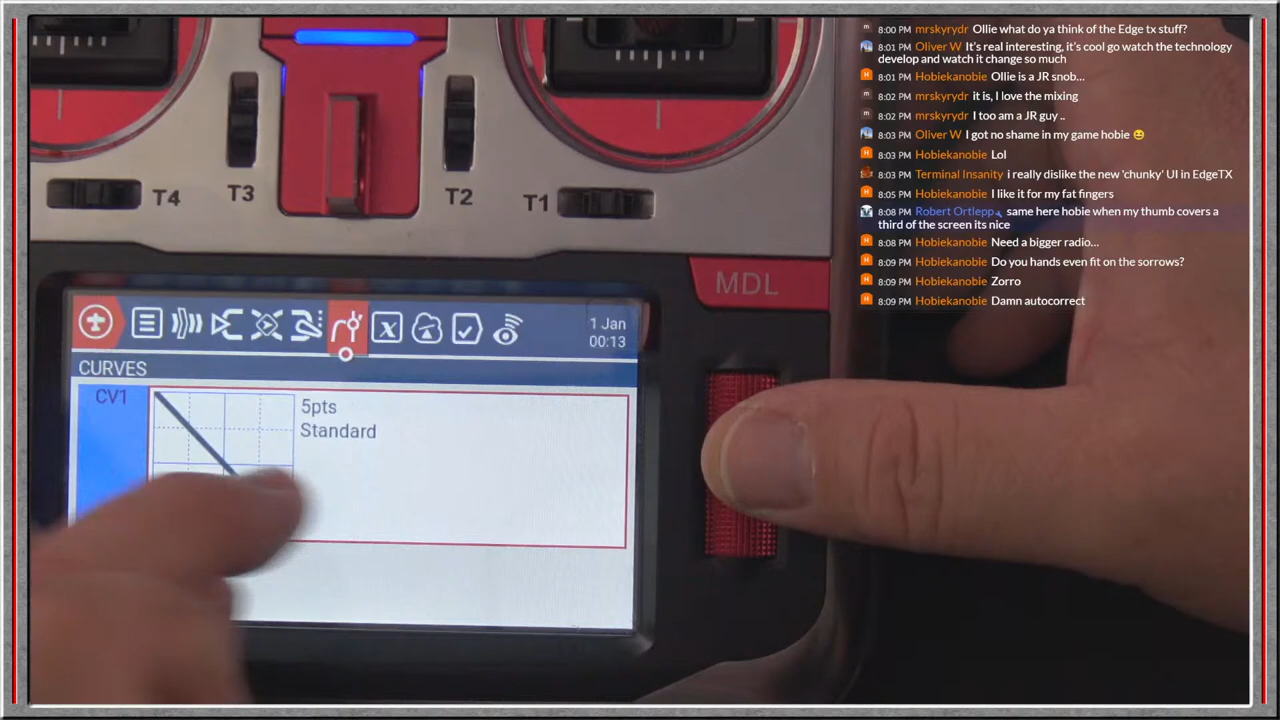 T4
T3
T2
T1
MDL
1 Jan
00:13
CURVES
CV1
5pts
Standard
8:00 PM mrskyrydr Ollie what do ya think of the Edge tx stuff?
8:01 PM Oliver W It's real interesting, it's cool go watch the technology
develop and watch it change so much
8:01 PM Hobiekanobie Ollie is a JR snob...
8:02 PM mrskyrydr it is, I love the mixing
8:02 PM mrskyrydr I too am a JR guy ..
8:03 PM Oliver W I got no shame in my game hobie 😆
8:03 PM Hobiekanobie Lol
8:03 PM Terminal Insanity i really dislike the new 'chunky' UI in EdgeTX
8:05 PM Hobiekanobie I like it for my fat fingers
8:08 PM Robert Ortlepp same here hobie when my thumb covers a
third of the screen its nice
8:08 PM Hobiekanobie Need a bigger radio...
8:09 PM Hobiekanobie Do you hands even fit on the sorrows?
8:09 PM Hobiekanobie Zorro
8:09 PM Hobiekanobie Damn autocorrect